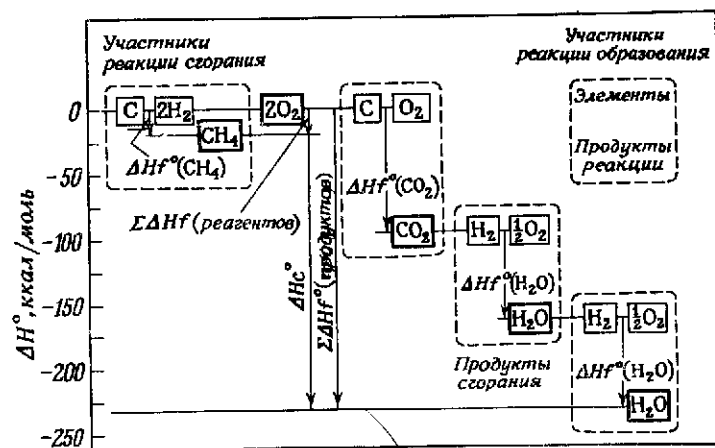 Участники
реакции сгорания
Участники
реакции образования
Элементы
Продукты
реакции
0
−50
−100
−150
−200
−250
ΔH°, ккал/моль
C
ZH₂
CH₄
ZO₂
ΔHf°(CH₄)
ΣΔHf(реагентов)
ΔHc°
ΣΔHf°(продуктов)
C
O₂
ΔHf°(CO₂)
CO₂
H₂
½O₂
ΔHf°(H₂O)
H₂O
H₂
½O₂
ΔHf°(H₂O)
H₂O
Продукты
сгорания